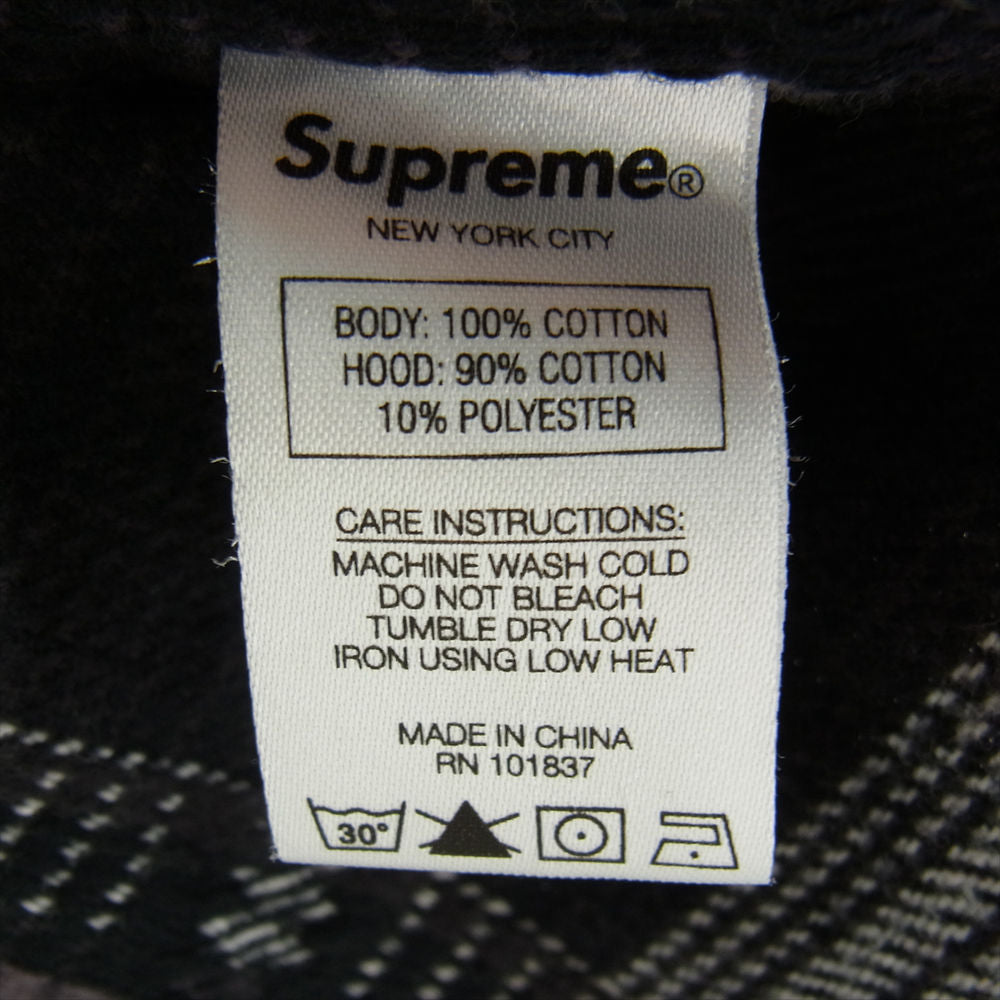 Supreme®
NEW YORK CITY
BODY: 100% COTTON
HOOD: 90% COTTON
10% POLYESTER
CARE INSTRUCTIONS:
MACHINE WASH COLD
DO NOT BLEACH
TUMBLE DRY LOW
IRON USING LOW HEAT
MADE IN CHINA
RN 101837
30°